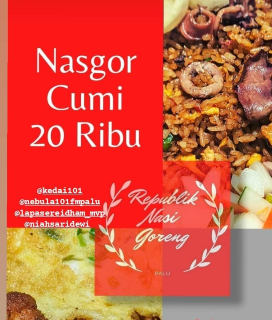 Nasgor
Cumi
20 Ribu
@kedai101
@nebula101fmpalu
@lapasereidham_mvp
@niahsaridewi
Republik
Nasi
Goreng
PALU